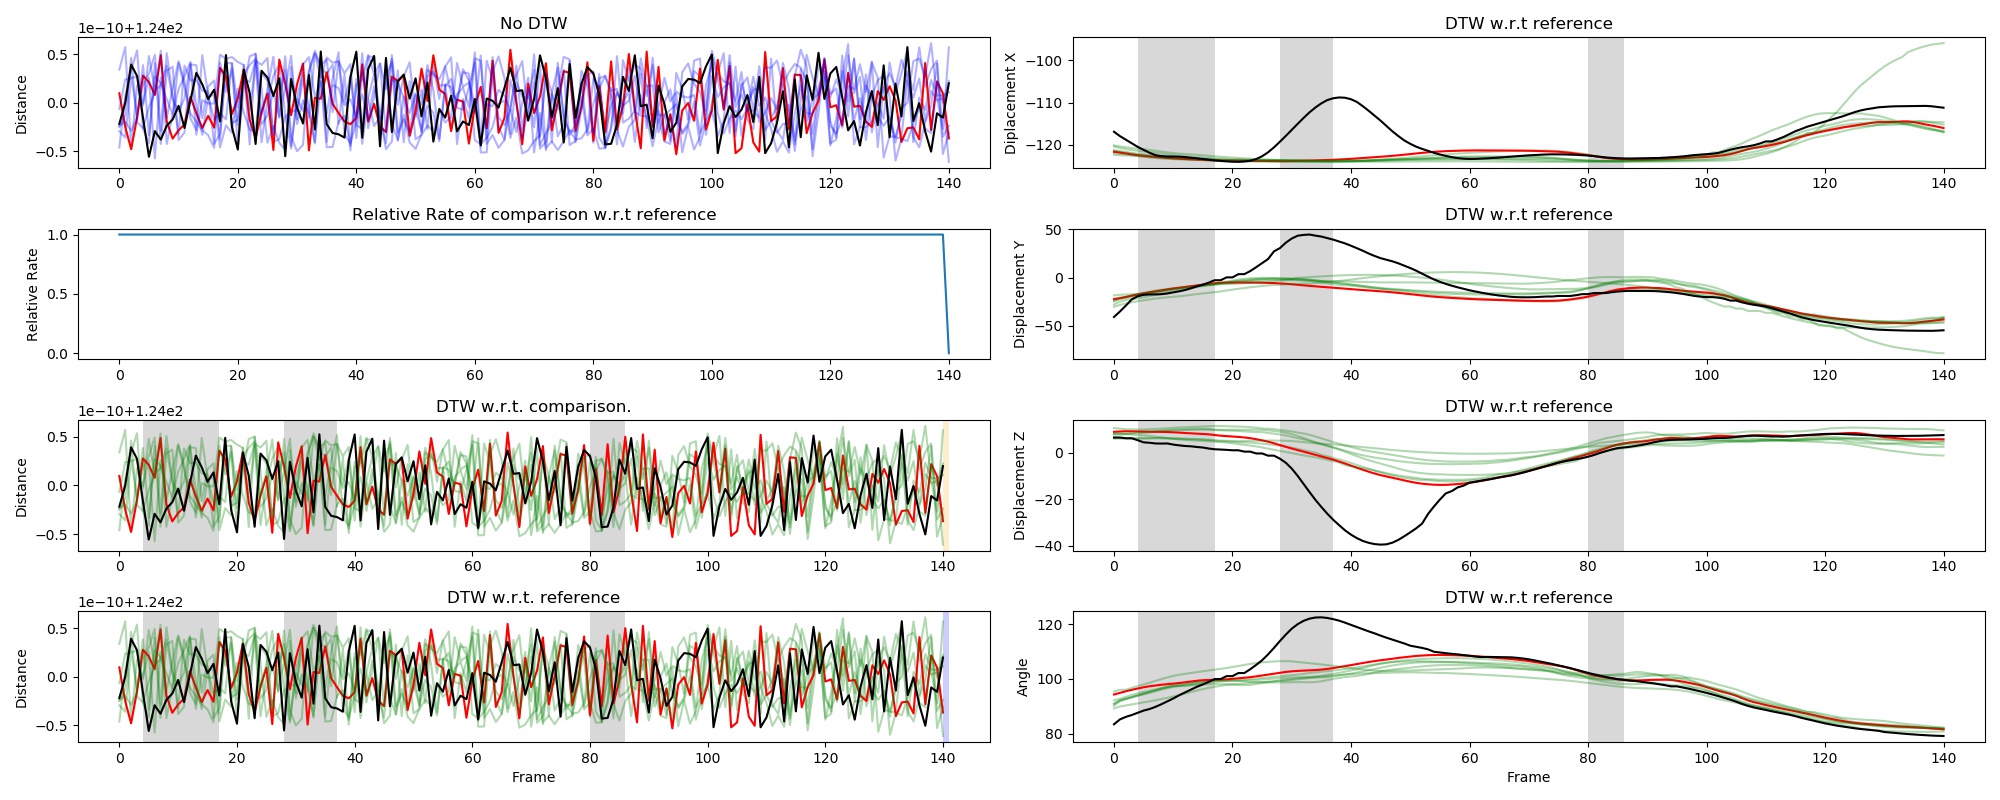 No DTW
1e−10+1.24e2
Distance
0.5
0.0
−0.5
0 20 40 60 80 100 120 140
Relative Rate of comparison w.r.t reference
Relative Rate
1.0
0.5
0.0
0 20 40 60 80 100 120 140
DTW w.r.t. comparison.
1e−10+1.24e2
Distance
0.5
0.0
−0.5
0 20 40 60 80 100 120 140
DTW w.r.t. reference
1e−10+1.24e2
Distance
0.5
0.0
−0.5
0 20 40 60 80 100 120 140
Frame
DTW w.r.t reference
Diplacement X
−100
−110
−120
0 20 40 60 80 100 120 140
DTW w.r.t reference
Displacement Y
50
0
−50
0 20 40 60 80 100 120 140
DTW w.r.t reference
Displacement Z
0
−20
−40
0 20 40 60 80 100 120 140
DTW w.r.t reference
Angle
120
100
80
0 20 40 60 80 100 120 140
Frame